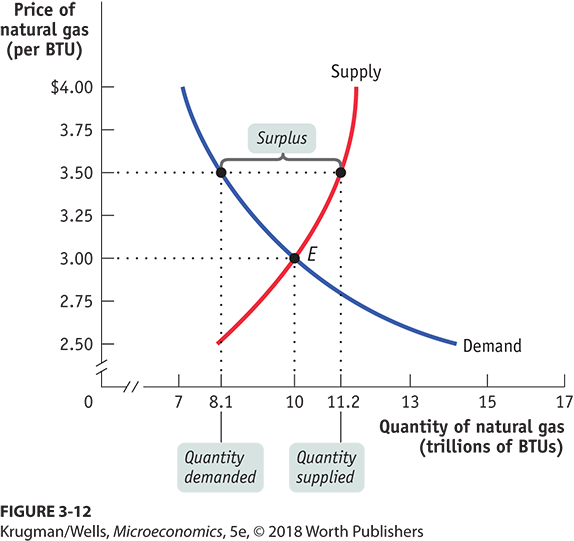 Price of
natural gas
(per BTU)
Supply
$4.00
3.75
Surplus
3.50
3.25
E
3.00
2.75
2.50
Demand
0
7
8.1
10
11.2
13
15
17
Quantity of natural gas
(trillions of BTUs)
Quantity
demanded
Quantity
supplied
FIGURE 3-12
Krugman/Wells, Microeconomics, 5e, © 2018 Worth Publishers